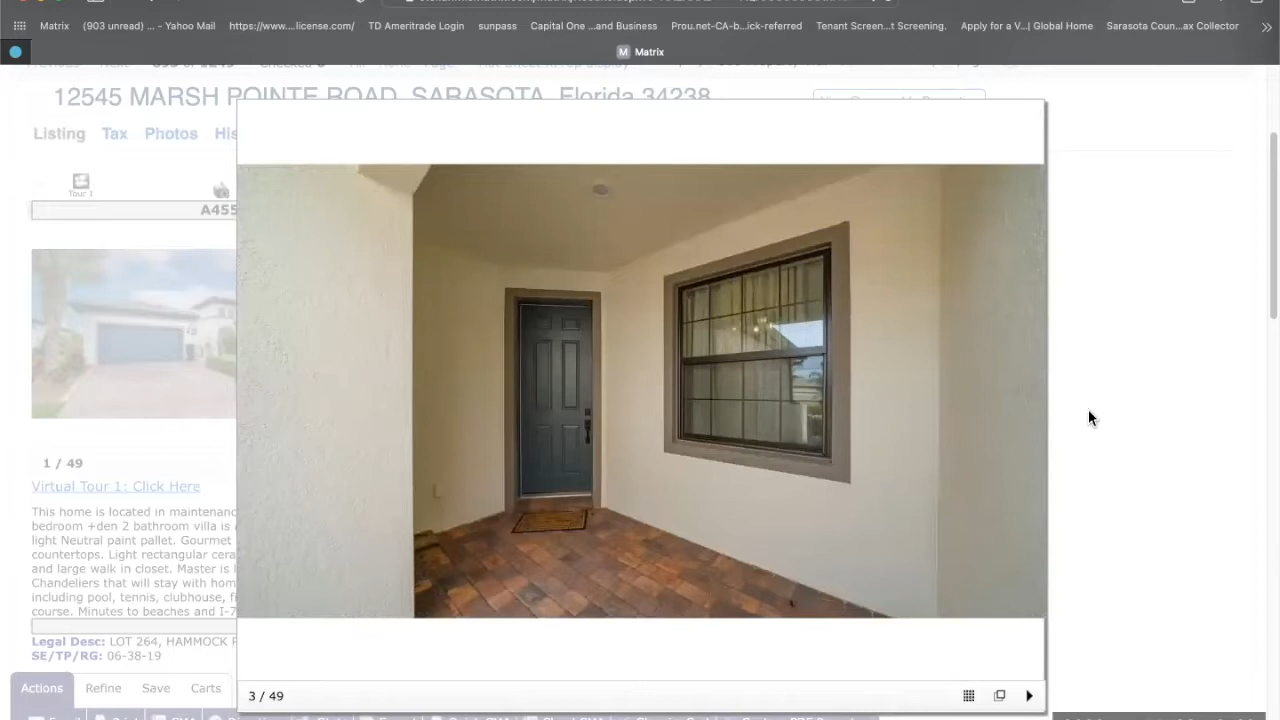 Matrix
(903 unread) ... – Yahoo Mail
https://www....license.com/
TD Ameritrade Login
sunpass
Capital One ...and Business
Prou.net-CA-b...ick-referred
Tenant Screen...t Screening.
Apply for a V...| Global Home
Sarasota Coun...ax Collector
M Matrix
12545 MARSH POINTE ROAD, SARASOTA, Florida 34238
Listing Tax Photos His
Tour 1
A455
1 / 49
Virtual Tour 1: Click Here
This home is located in maintenanc
bedroom +den 2 bathroom villa is
light Neutral paint pallet. Gourmet
countertops. Light rectangular cera
and large walk in closet. Master is
Chandeliers that will stay with hom
including pool, tennis, clubhouse, f
course. Minutes to beaches and I-7
Legal Desc: LOT 264, HAMMOCK
SE/TP/RG: 06-38-19
Actions Refine Save Carts
3 / 49